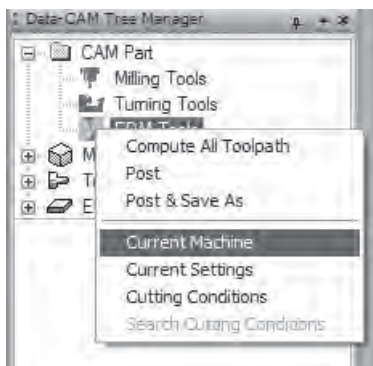 Data-CAM Tree Manager
CAM Part
Milling Tools
Turning Tools
EDM Tools
M
T
E
Compute All Toolpath
Post
Post & Save As
Current Machine
Current Settings
Cutting Conditions
Search Cutting Conditions